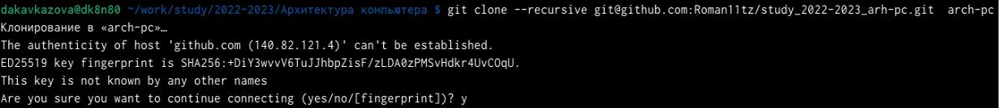 dakavkazova@dk8n80 ~/work/study/2022-2023/Архитектура компьютера $ git clone --recursive git@github.com:Roman11tz/study_2022-2023_arh-pc.git  arch-pc
Клонирование в «arch-pc»…
The authenticity of host 'github.com (140.82.121.4)' can't be established.
ED25519 key fingerprint is SHA256:+DiY3wvvV6TuJJhbpZisF/zLDA0zPMSvHdkr4UvCOqU.
This key is not known by any other names
Are you sure you want to continue connecting (yes/no/[fingerprint])? y